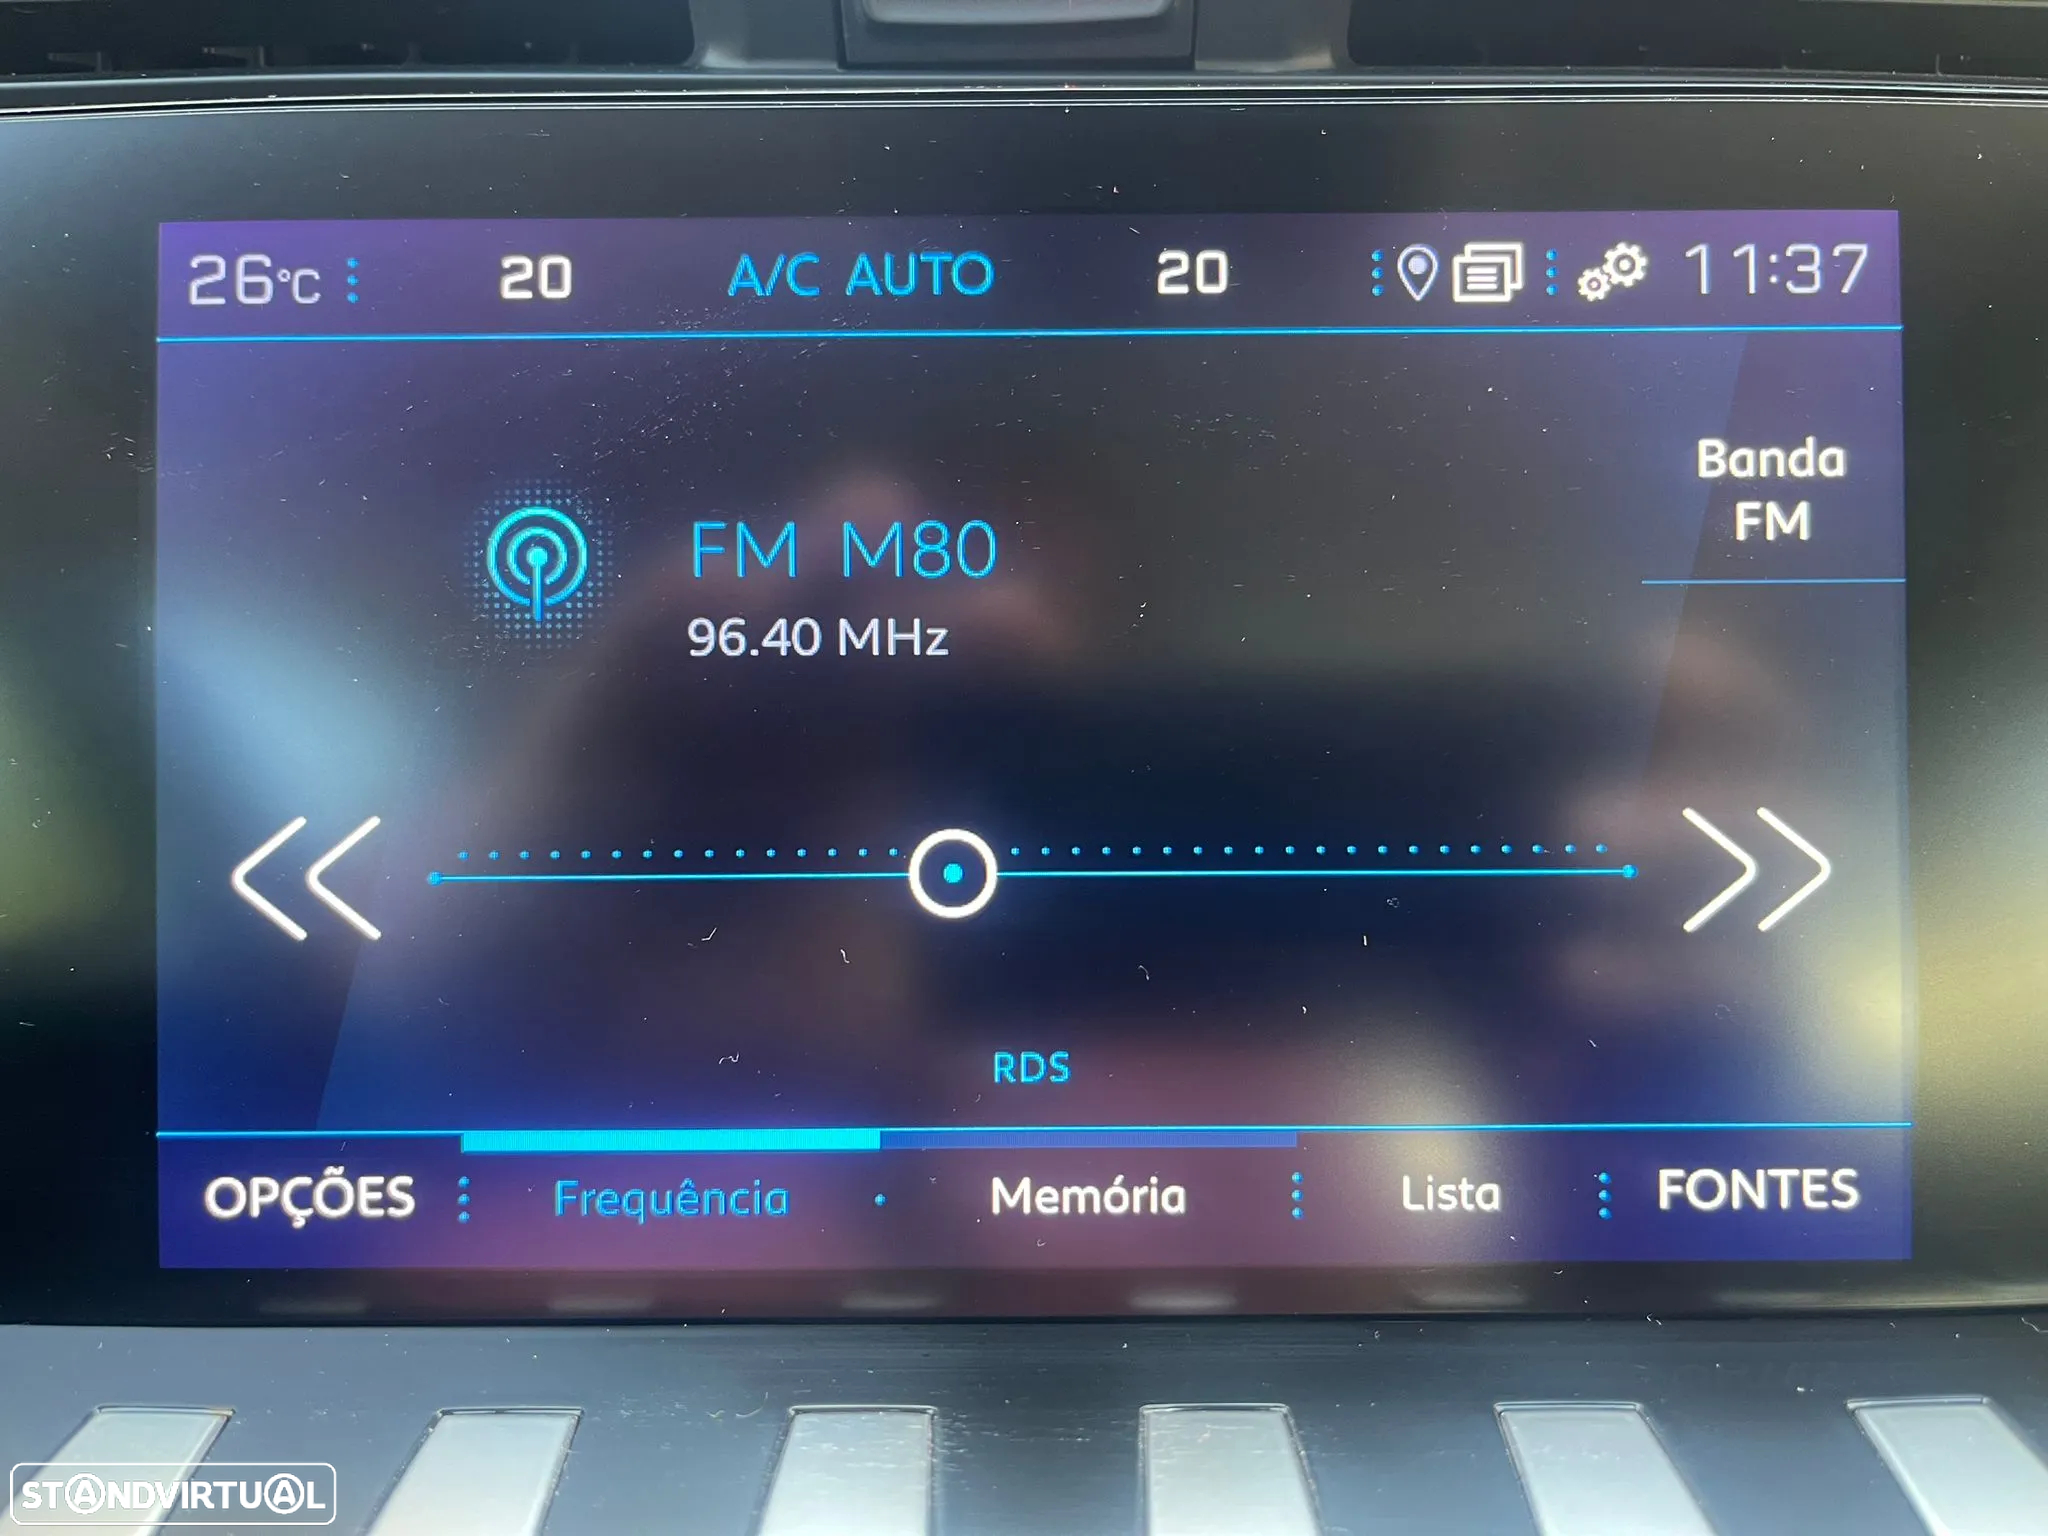 26°C 20 A/C AUTO 20 11:37
Banda
FM
FM M80
96.40 MHz
RDS
OPÇÕES Frequência Memória Lista FONTES
STANDVIRTUAL